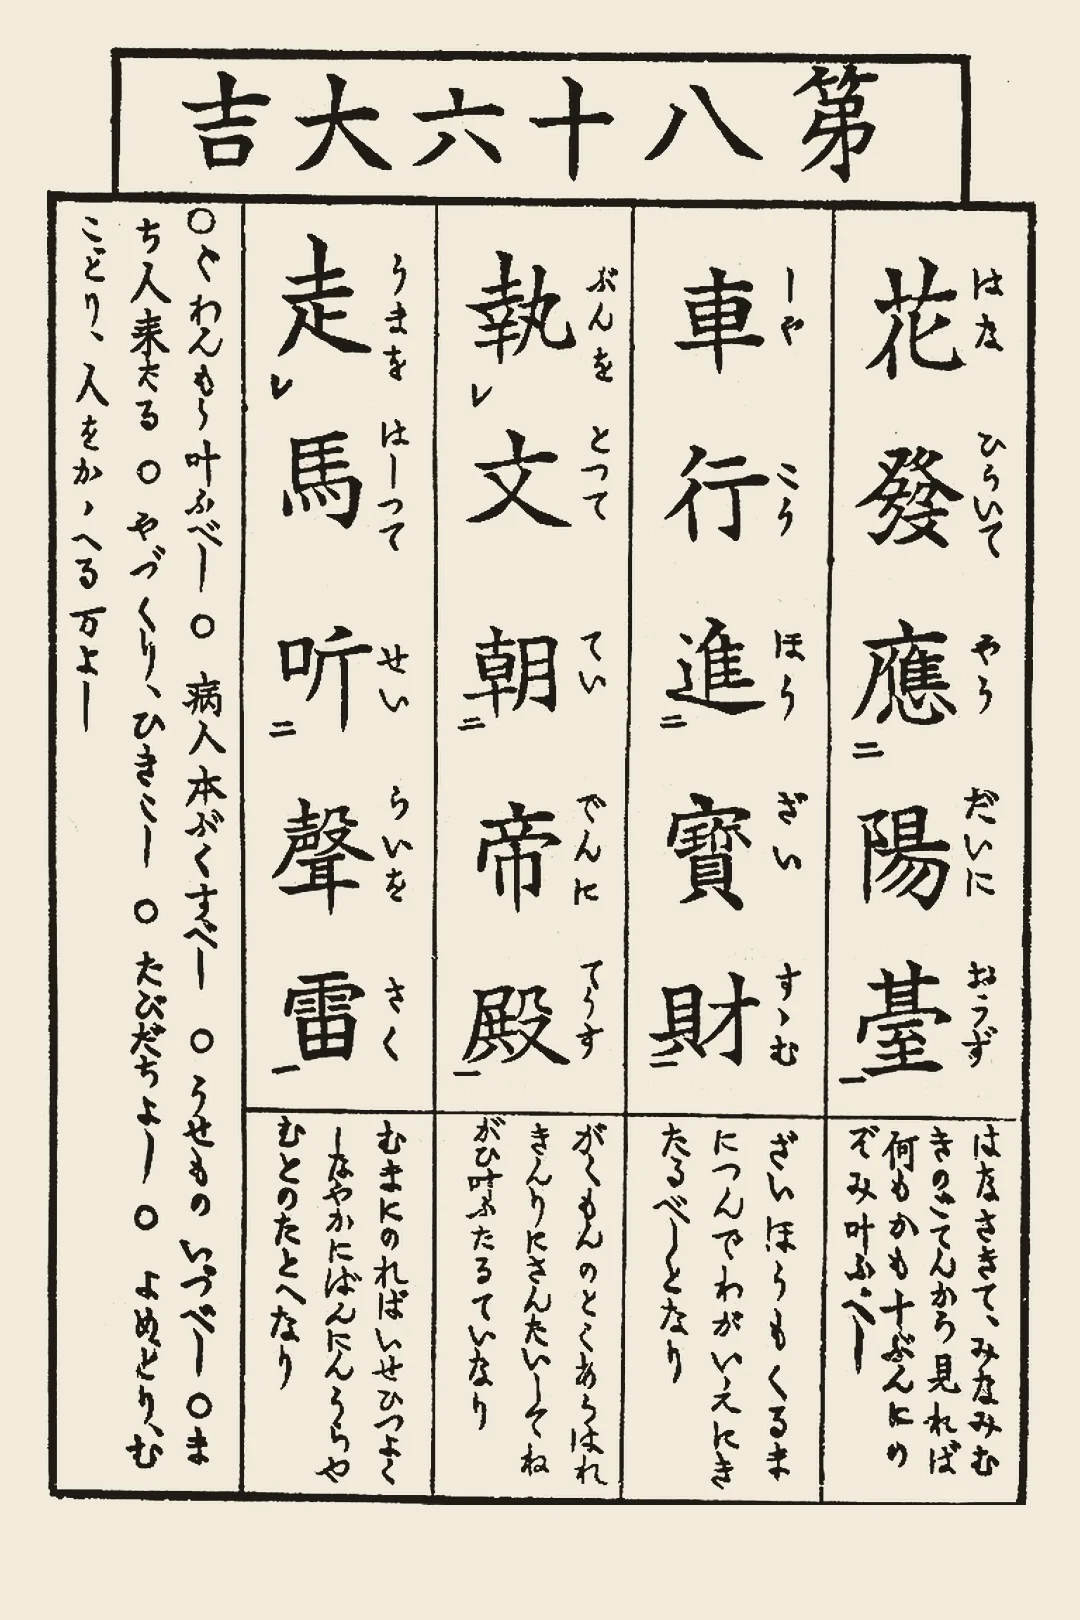 第八十六大吉
花發應陽臺
はな ひらいて やう だいに おうず
車行進寶財
しや こう ほう ざい すゝむ
執文朝帝殿
ぶんを とつて てい でんに てうす
走馬听聲雷
うまを はしつて せい らいを さく
はなさきて、みなみむ
きのごてんから見れば
何もかも十ぶんにの
ぞみ叶ふべし
ざいほうもくるま
につんでわがいえにき
たるべしとなり
がくもんのとくあらはれ
きんりにさんたいしてね
がひ叶ふたるていなり
むまにのればいせひつよく
しなやかにばんにんうらや
むとのたとへなり
○ぐわんもう叶ふべし ○病人本ぶくすべし ○うせものいづべし ○ま
ち人来たる ○やづくり、ひきこし ○たびだちよし ○よめとり、む
ことり、人をかゝへる万よし